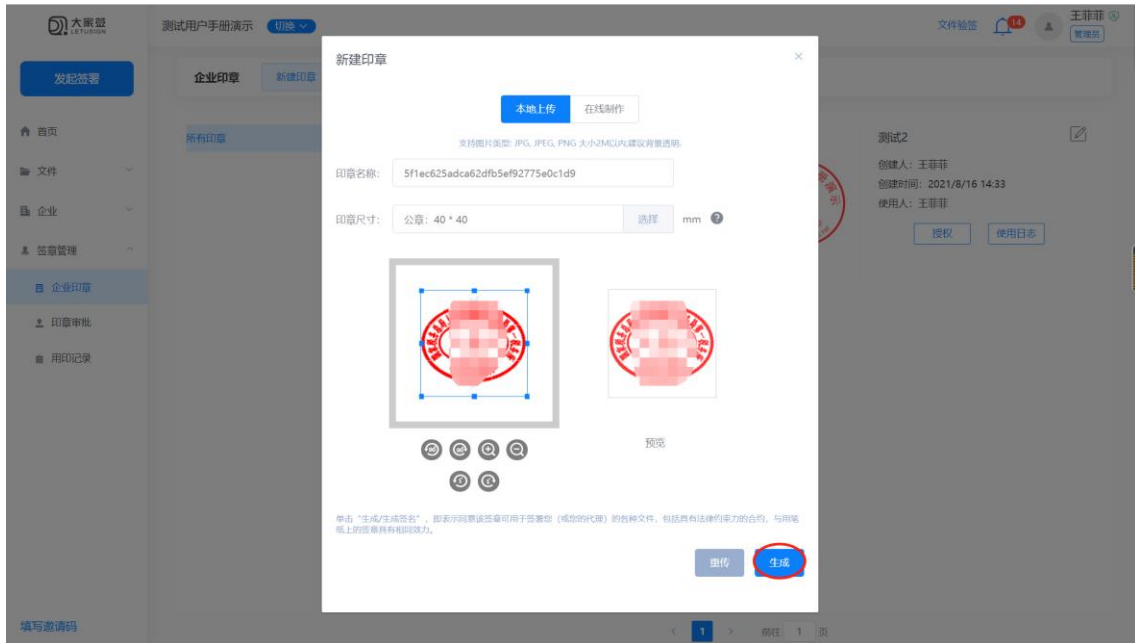 大家签
LETUSIGN
测试用户手册演示
切换
文件验签
14
王菲菲
管理员
发起签署
企业印章
新建印章
首页
文件
企业
签章管理
企业印章
印章审批
用印记录
填写邀请码
所有印章
新建印章
本地上传
在线制作
支持图片类型: JPG, JPEG, PNG 大小2M以内,建议背景透明.
印章名称:
5f1ec625adca62dfb5ef92775e0c1d9
印章尺寸:
公章: 40 * 40
选择
mm
预览
单击“生成/生成签名”，即表示同意该签章可用于签署您（或您的代理）的各种文件，包括具有法律约束力的合约，与用笔
纸上的签章具有相同效力。
重传
生成
测试2
创建人: 王菲菲
创建时间: 2021/8/16 14:33
使用人: 王菲菲
授权
使用日志
1
前往
1
页